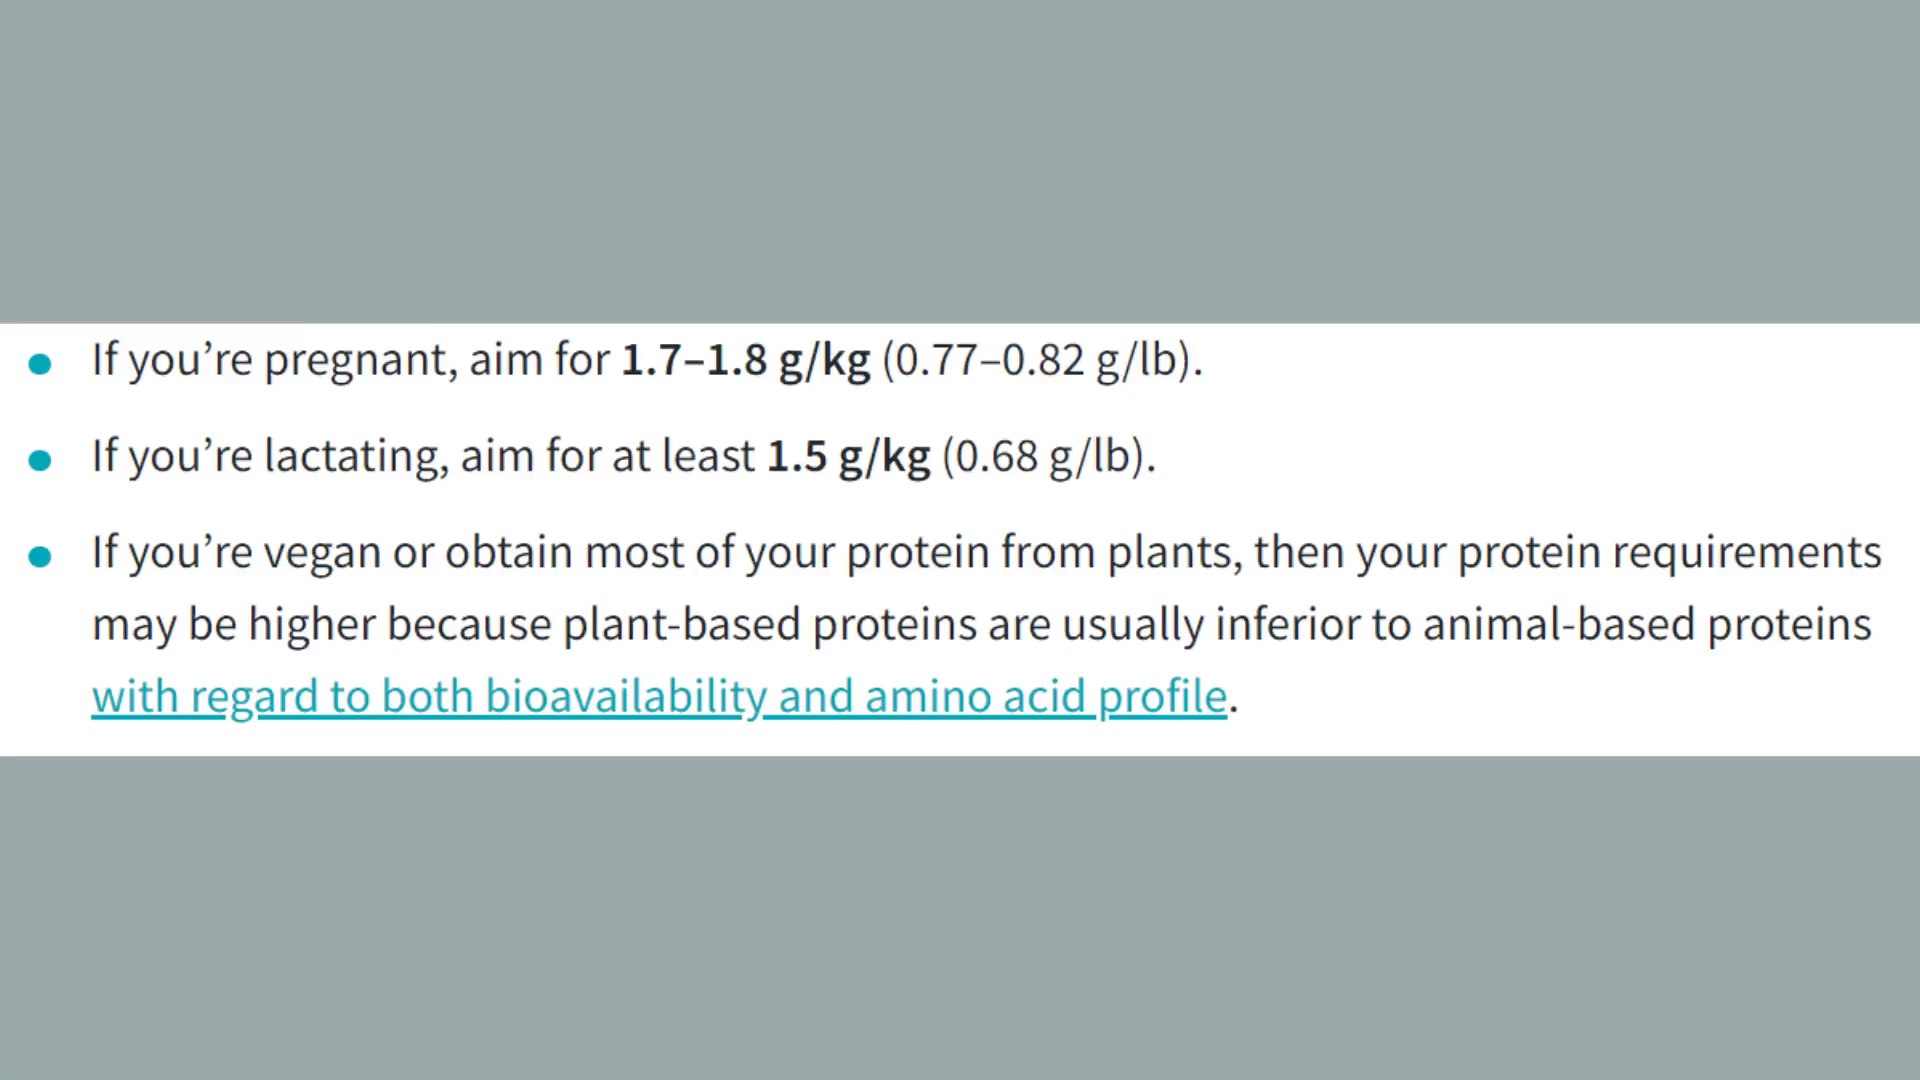 If you’re pregnant, aim for 1.7–1.8 g/kg (0.77–0.82 g/lb).
If you’re lactating, aim for at least 1.5 g/kg (0.68 g/lb).
If you’re vegan or obtain most of your protein from plants, then your protein requirements
may be higher because plant-based proteins are usually inferior to animal-based proteins
with regard to both bioavailability and amino acid profile.